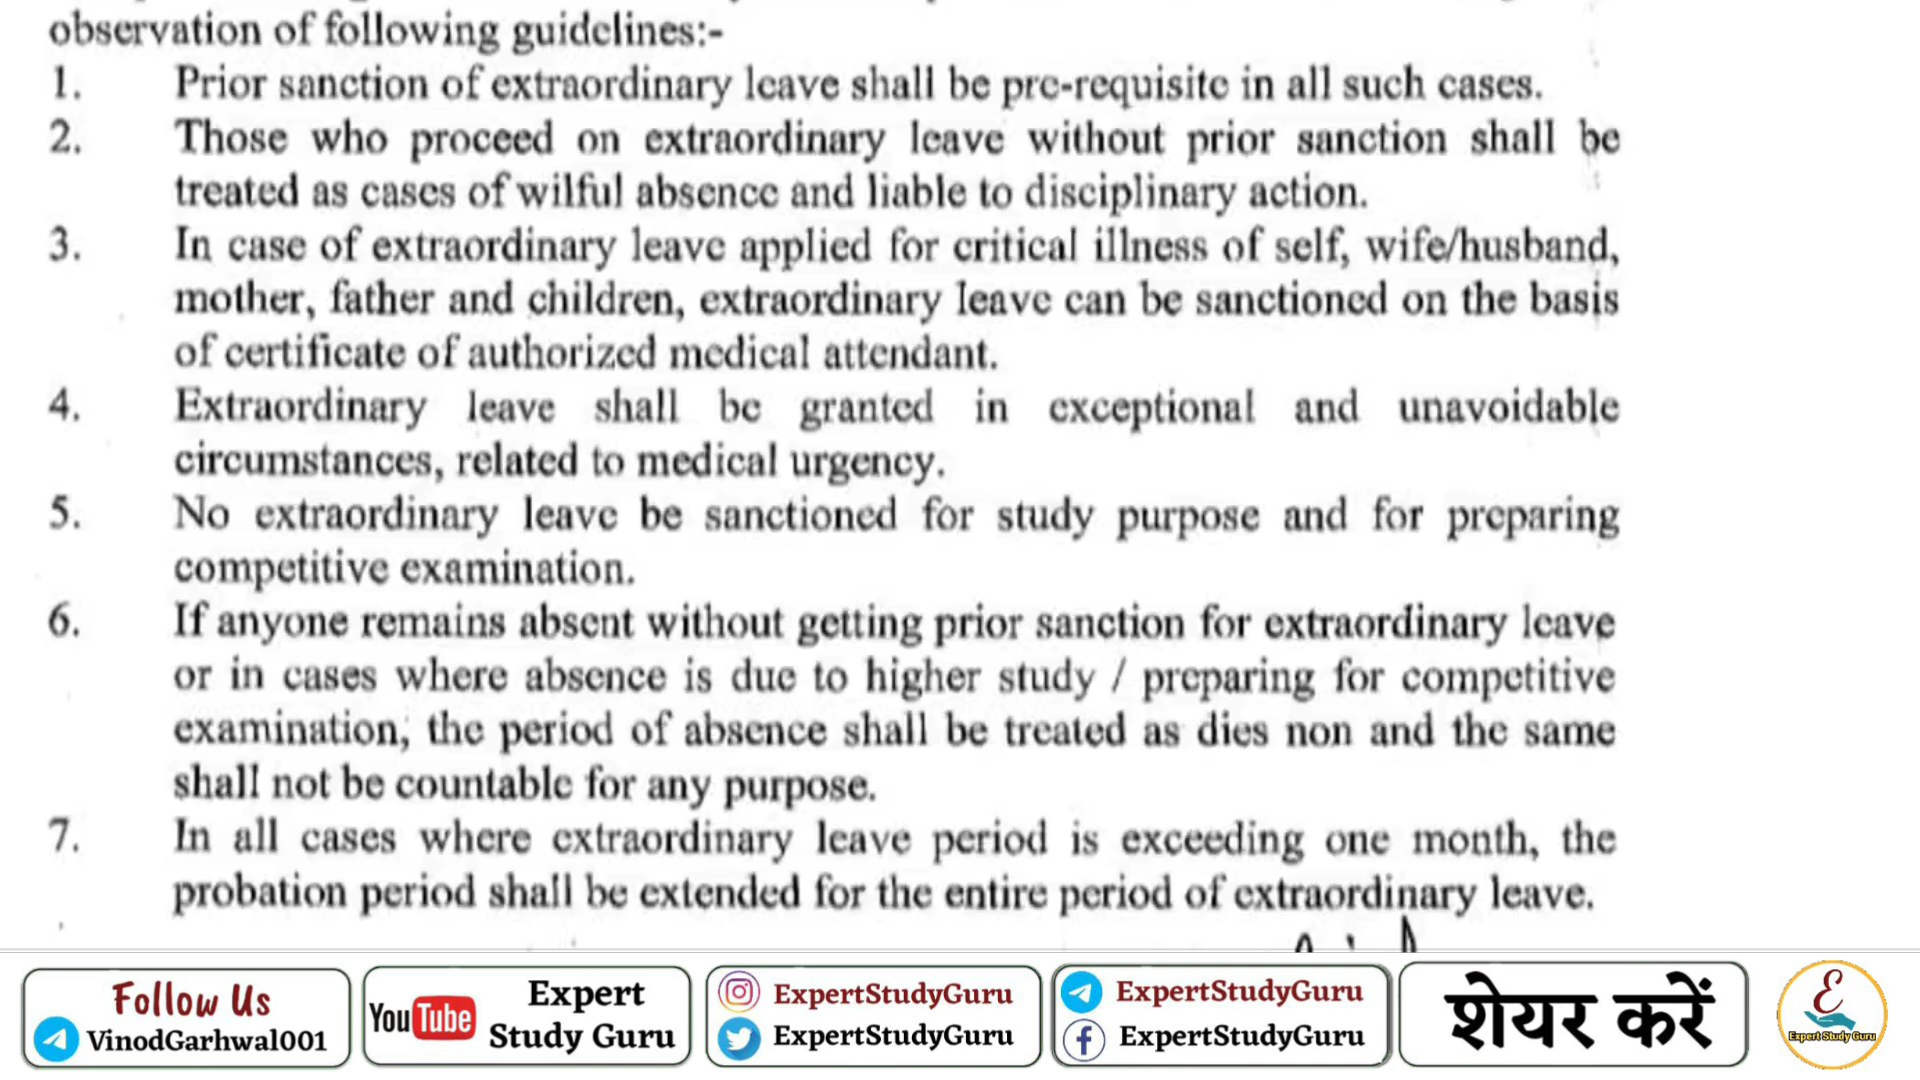 observation of following guidelines:-
1. Prior sanction of extraordinary leave shall be pre-requisite in all such cases.
2. Those who proceed on extraordinary leave without prior sanction shall be
treated as cases of wilful absence and liable to disciplinary action.
3. In case of extraordinary leave applied for critical illness of self, wife/husband,
mother, father and children, extraordinary leave can be sanctioned on the basis
of certificate of authorized medical attendant.
4. Extraordinary leave shall be granted in exceptional and unavoidable
circumstances, related to medical urgency.
5. No extraordinary leave be sanctioned for study purpose and for preparing
competitive examination.
6. If anyone remains absent without getting prior sanction for extraordinary leave
or in cases where absence is due to higher study / preparing for competitive
examination, the period of absence shall be treated as dies non and the same
shall not be countable for any purpose.
7. In all cases where extraordinary leave period is exceeding one month, the
probation period shall be extended for the entire period of extraordinary leave.
Follow Us
VinodGarhwal001
YouTube
Expert
Study Guru
ExpertStudyGuru
ExpertStudyGuru
ExpertStudyGuru
ExpertStudyGuru
शेयर करें
E
Expert Study Guru